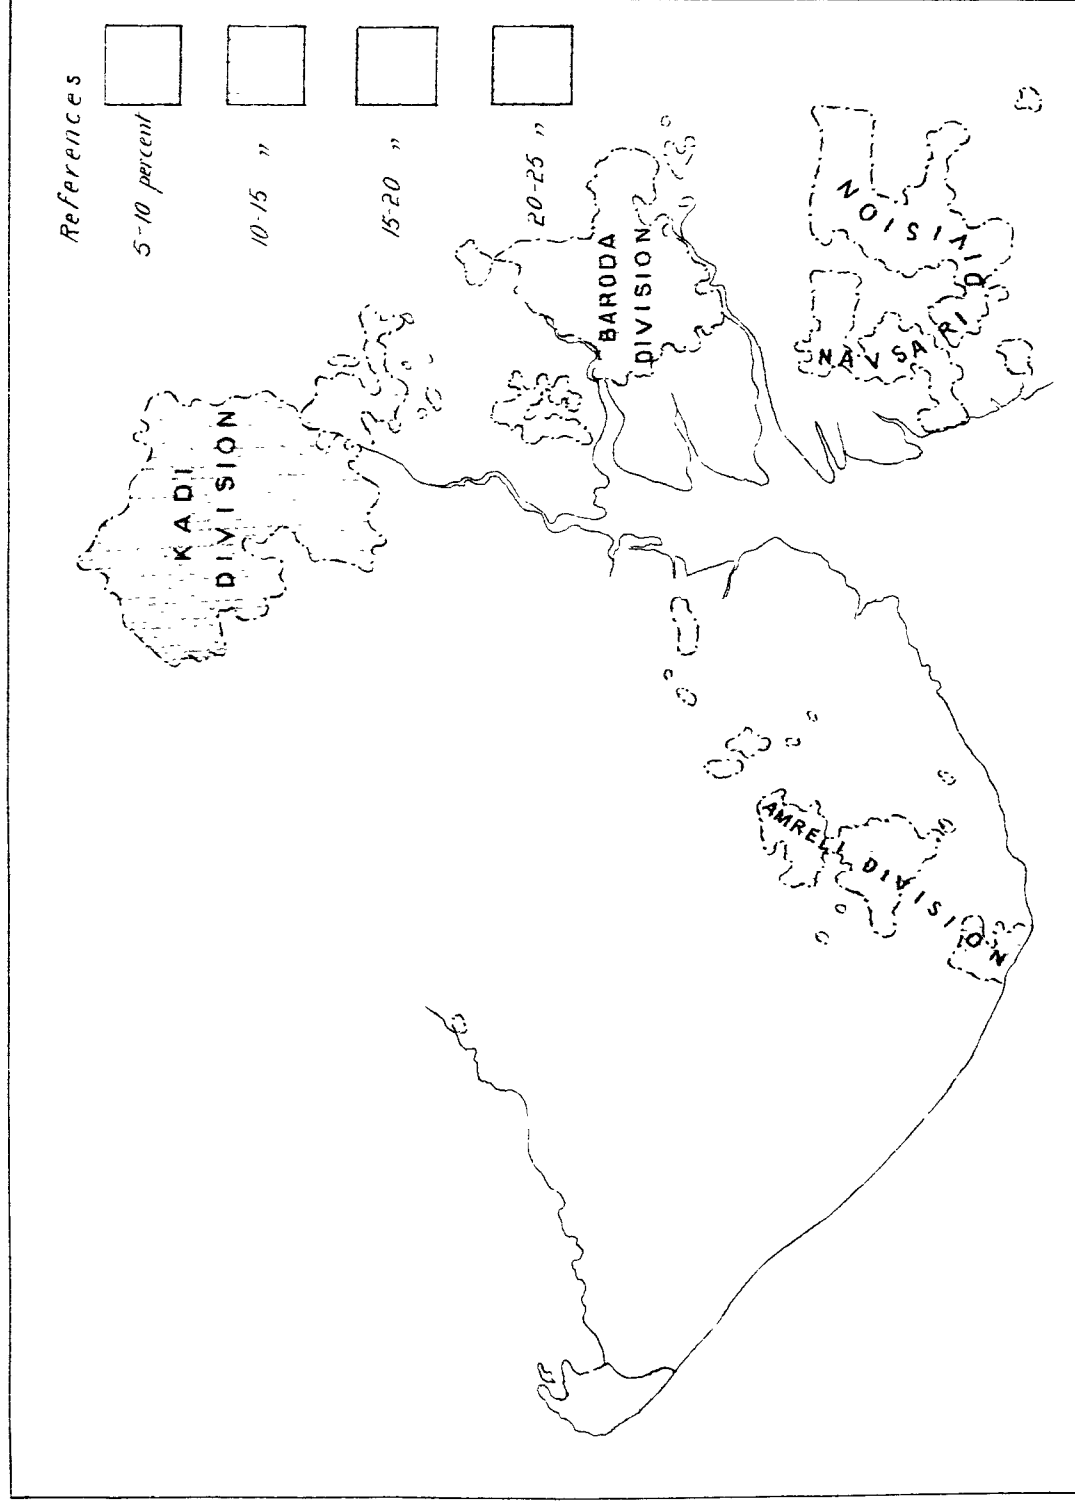 References
5-10 percent
10-15 "
15-20 "
20-25 "
KADI
DIVISION
BARODA
DIVISION
NAVSARI DIVISION
AMRELI DIVISION